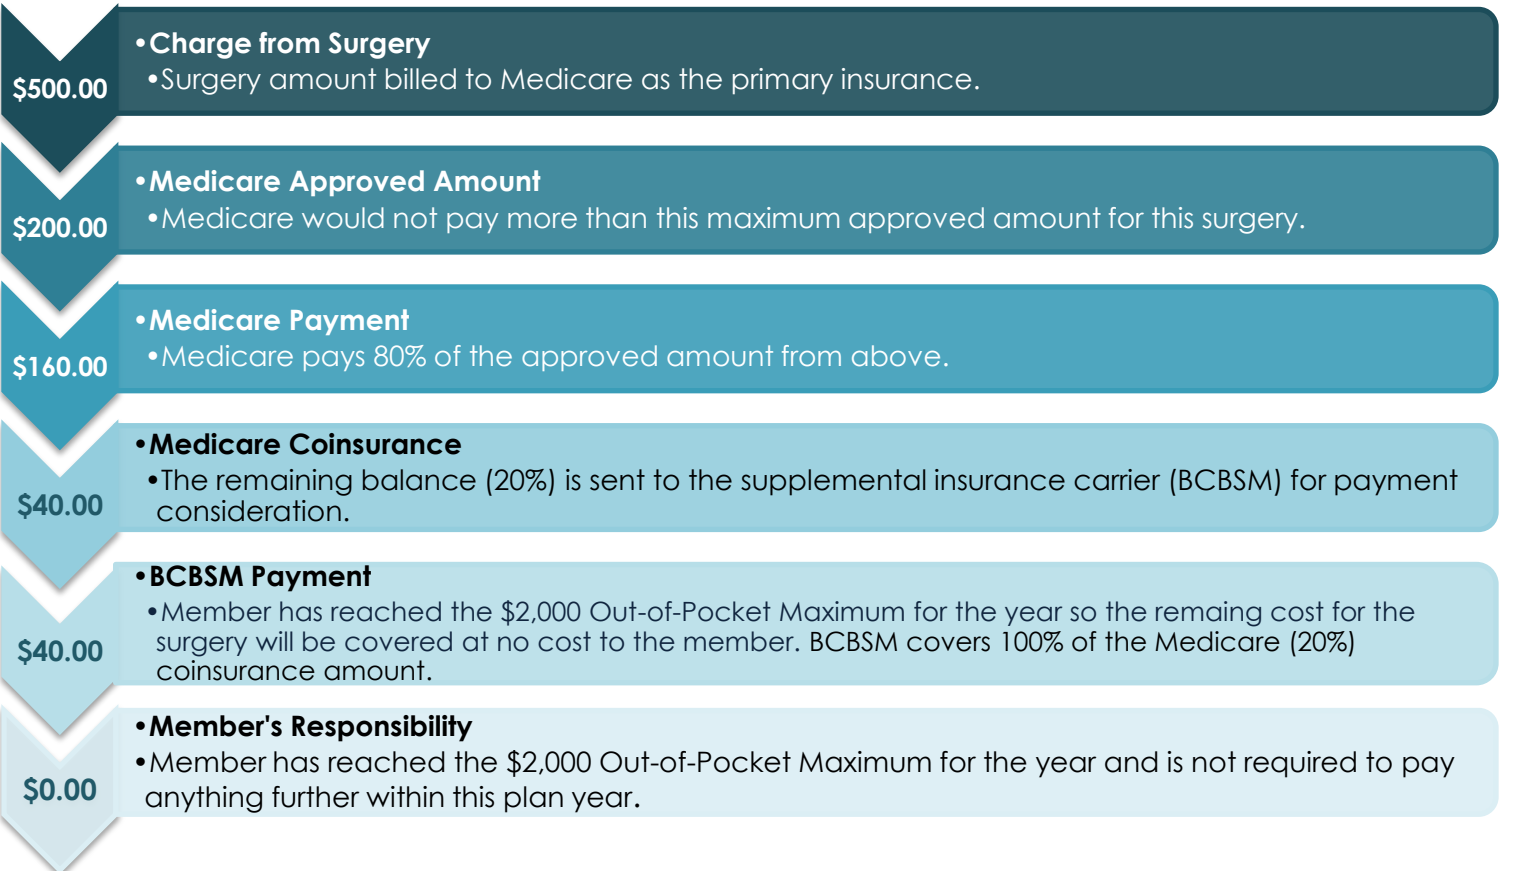 $500.00
•Charge from Surgery
•Surgery amount billed to Medicare as the primary insurance.
$200.00
•Medicare Approved Amount
•Medicare would not pay more than this maximum approved amount for this surgery.
$160.00
•Medicare Payment
•Medicare pays 80% of the approved amount from above.
$40.00
•Medicare Coinsurance
•The remaining balance (20%) is sent to the supplemental insurance carrier (BCBSM) for payment
consideration.
$40.00
•BCBSM Payment
•Member has reached the $2,000 Out-of-Pocket Maximum for the year so the remaing cost for the
surgery will be covered at no cost to the member. BCBSM covers 100% of the Medicare (20%)
coinsurance amount.
$0.00
•Member's Responsibility
•Member has reached the $2,000 Out-of-Pocket Maximum for the year and is not required to pay
anything further within this plan year.